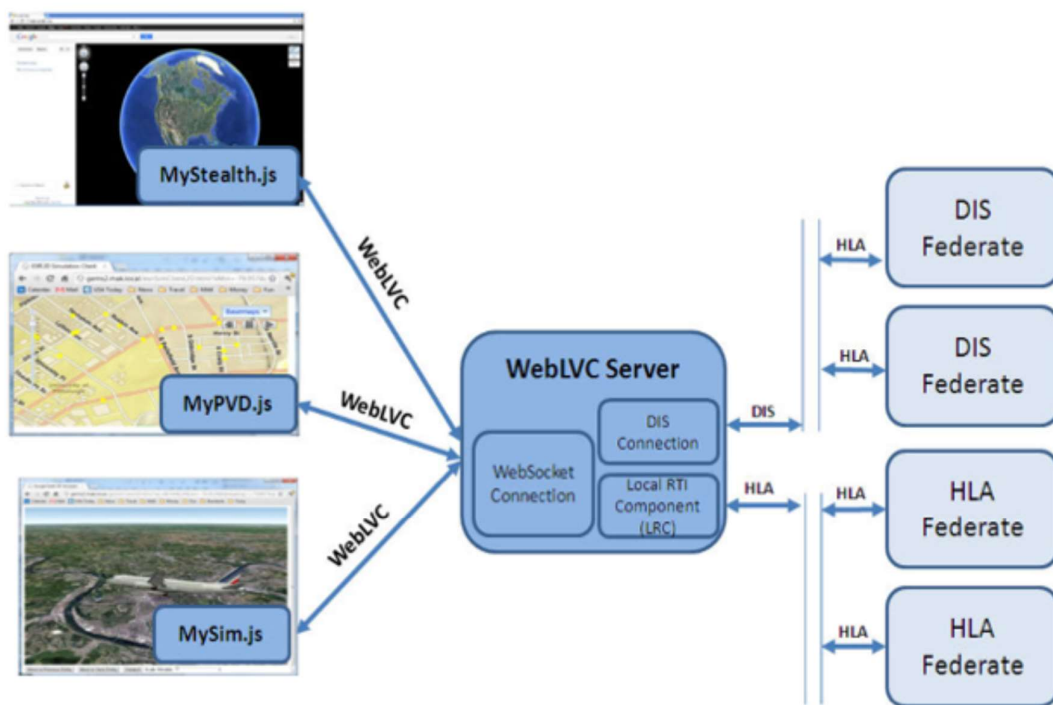 Google
MyStealth.js
WebLVC
MyPVD.js
WebLVC
MySim.js
WebLVC
WebLVC Server
WebSocket
Connection
DIS
Connection
Local RTI
Component
(LRC)
DIS
HLA
HLA
DIS
Federate
HLA
DIS
Federate
HLA
HLA
Federate
HLA
HLA
Federate